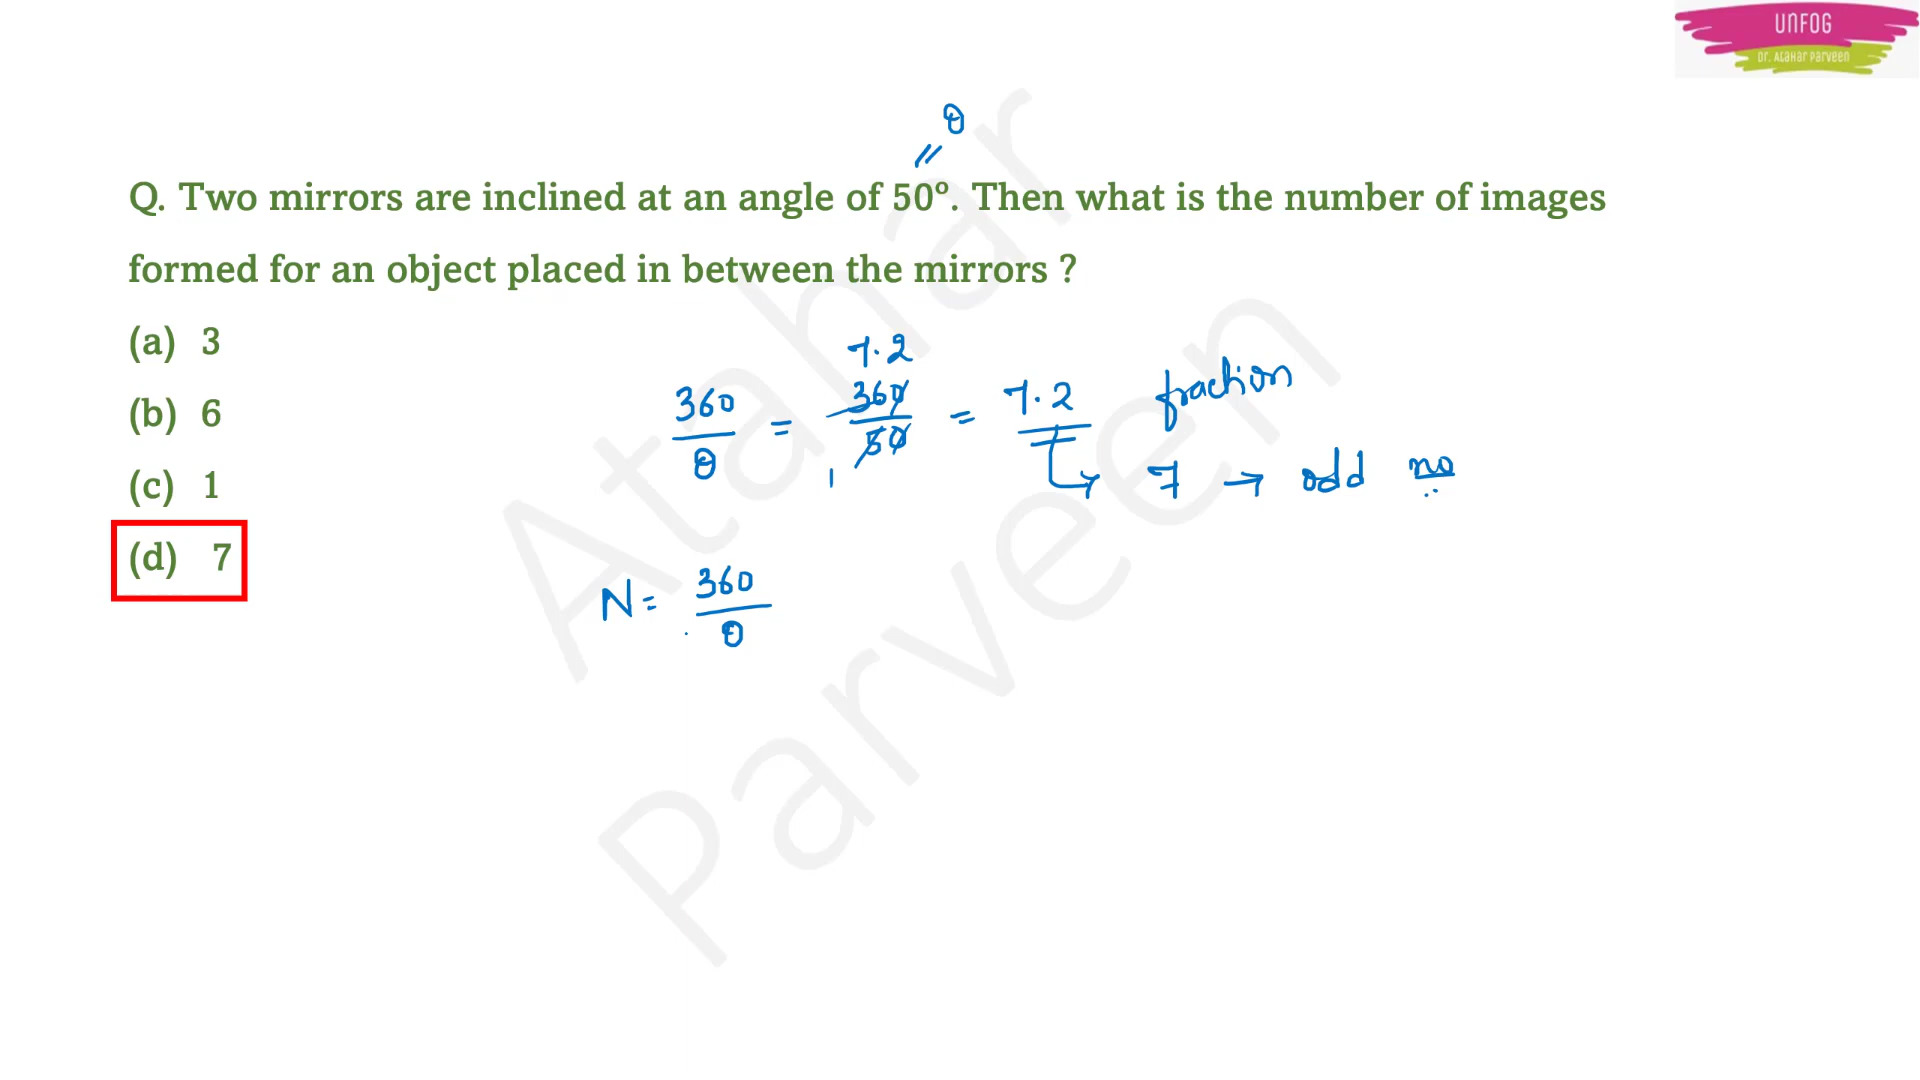 UNFOG
Dr. Atahar Parveen
θ
Q. Two mirrors are inclined at an angle of 50°. Then what is the number of images
formed for an object placed in between the mirrors ?
(a) 3
(b) 6
(c) 1
(d) 7
7.2
360/θ = 360/50 = 7.2 fraction
1
7 → odd no
N = 360/θ
Atahar
Parveen